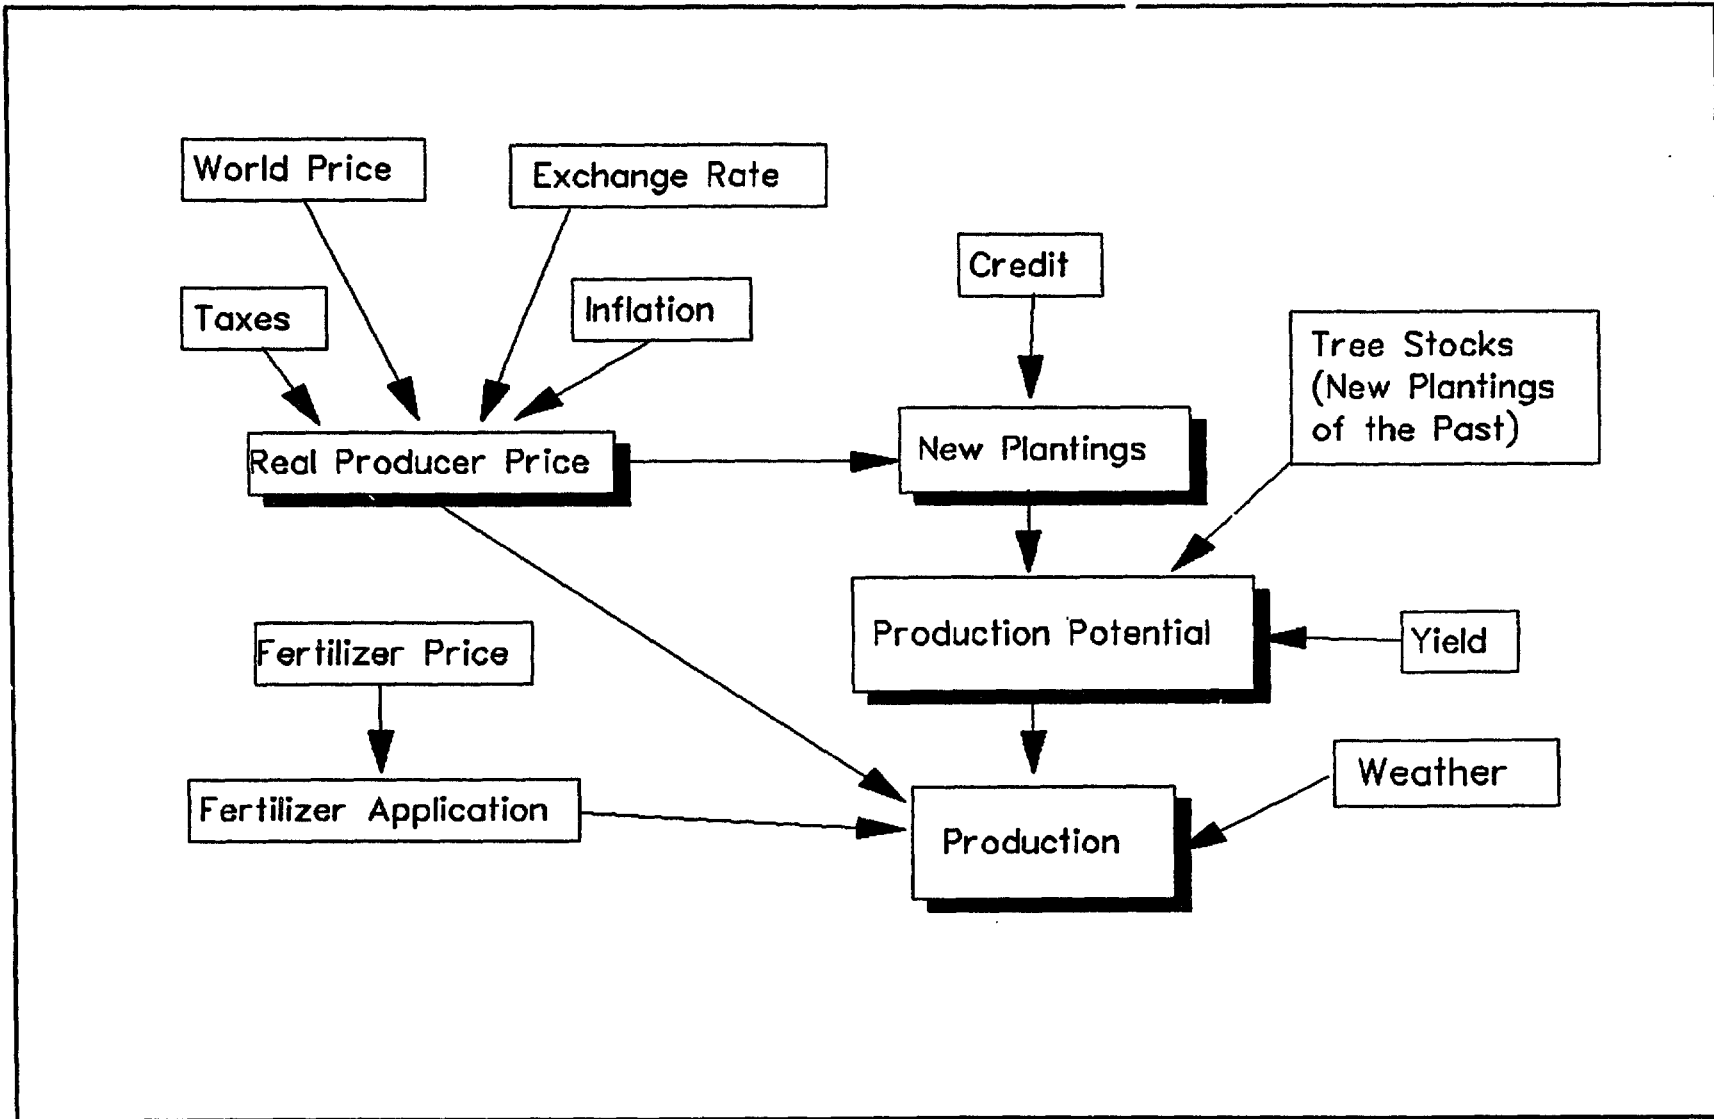 World Price
Exchange Rate
Credit
Taxes
Inflation
Tree Stocks
(New Plantings
of the Past)
Real Producer Price
New Plantings
Production Potential
Yield
Fertilizer Price
Weather
Fertilizer Application
Production